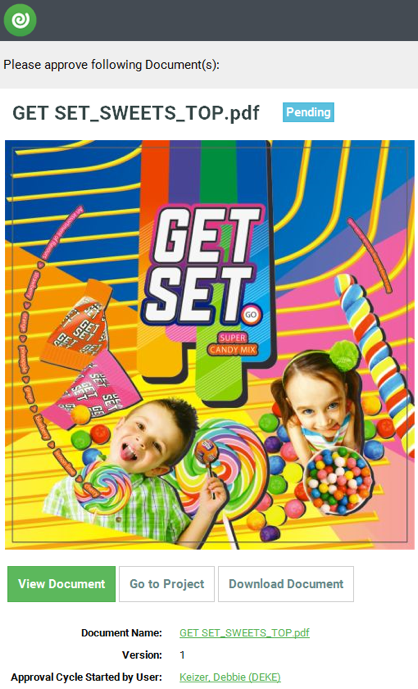 Please approve following Document(s):
GET SET_SWEETS_TOP.pdf
Pending
GET
SET
GO
SUPER
CANDY MIX
View Document
Go to Project
Download Document
Document Name: GET SET_SWEETS_TOP.pdf
Version: 1
Approval Cycle Started by User: Keizer, Debbie (DEKE)